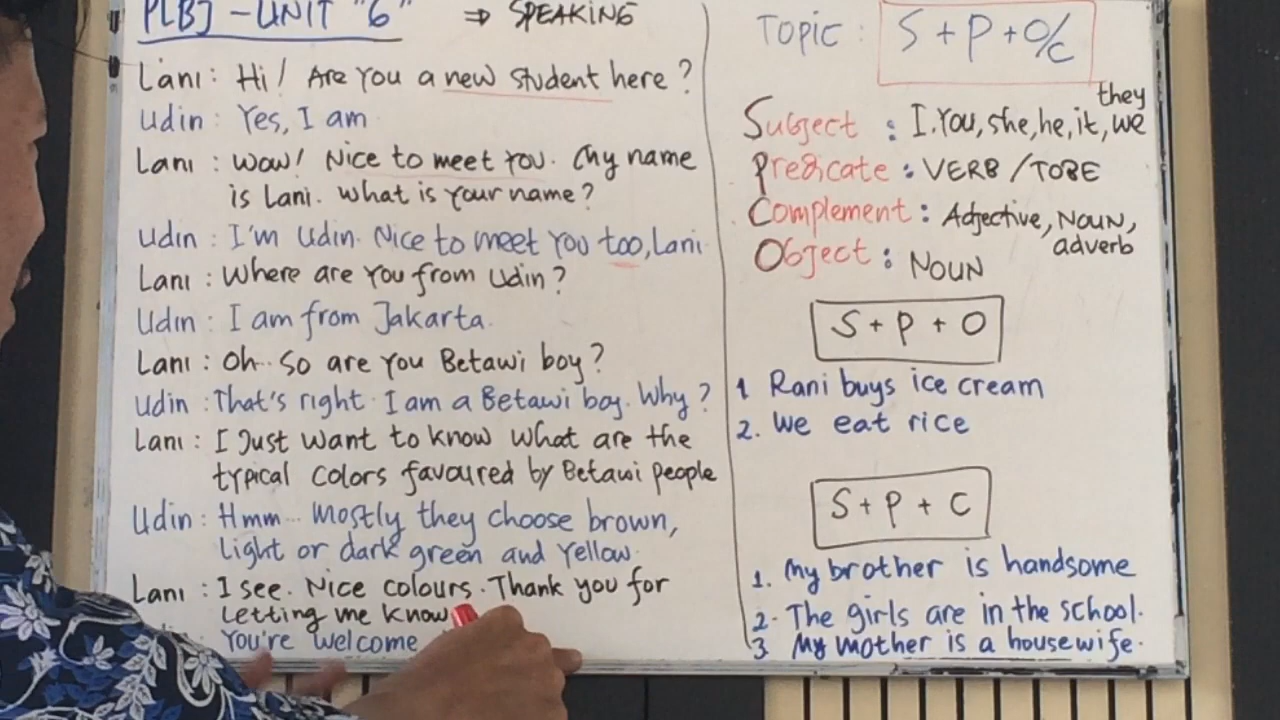 PLBJ - UNIT "6" ⇒ SPEAKING
Lani : Hi! Are You a new student here?
Udin : Yes, I am
Lani : Wow! Nice to meet you. My name
is Lani. What is your name?
Udin : I'm Udin. Nice to meet you too, Lani
Lani : Where are you from Udin?
Udin : I am from Jakarta.
Lani : Oh.. So are you Betawi boy?
Udin : That's right. I am a Betawi boy. Why?
Lani : I Just want to know what are the
typical colors favoured by Betawi people
Udin : Hmm... Mostly they choose brown,
Light or dark green and yellow.
Lani : I see. Nice colours. Thank you for
Letting me know
: You're welcome
TOPIC : S + P + O/C
they
Subject : I, You, she, he, it, we
Predicate : VERB / TOBE
Complement : Adjective, NOUN,
adverb
Object : NOUN
S + P + O
1 Rani buys ice cream
2. We eat rice
S + P + C
1. My brother is handsome
2. The girls are in the school.
3 My mother is a housewife.